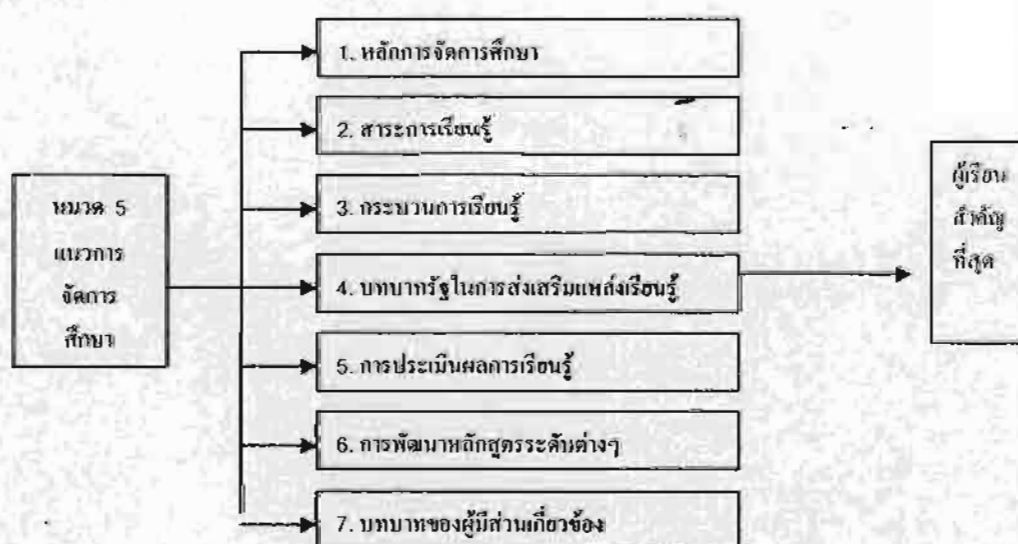 หมวด 5
แนวการ
จัดการ
ศึกษา
1. หลักการจัดการศึกษา
2. สาระการเรียนรู้
3. กระบวนการเรียนรู้
4. บทบาทรัฐในการส่งเสริมแหล่งเรียนรู้
5. การประเมินผลการเรียนรู้
6. การพัฒนาหลักสูตรระดับต่างๆ
7. บทบาทของผู้มีส่วนเกี่ยวข้อง
ผู้เรียน
สำคัญ
ที่สุด